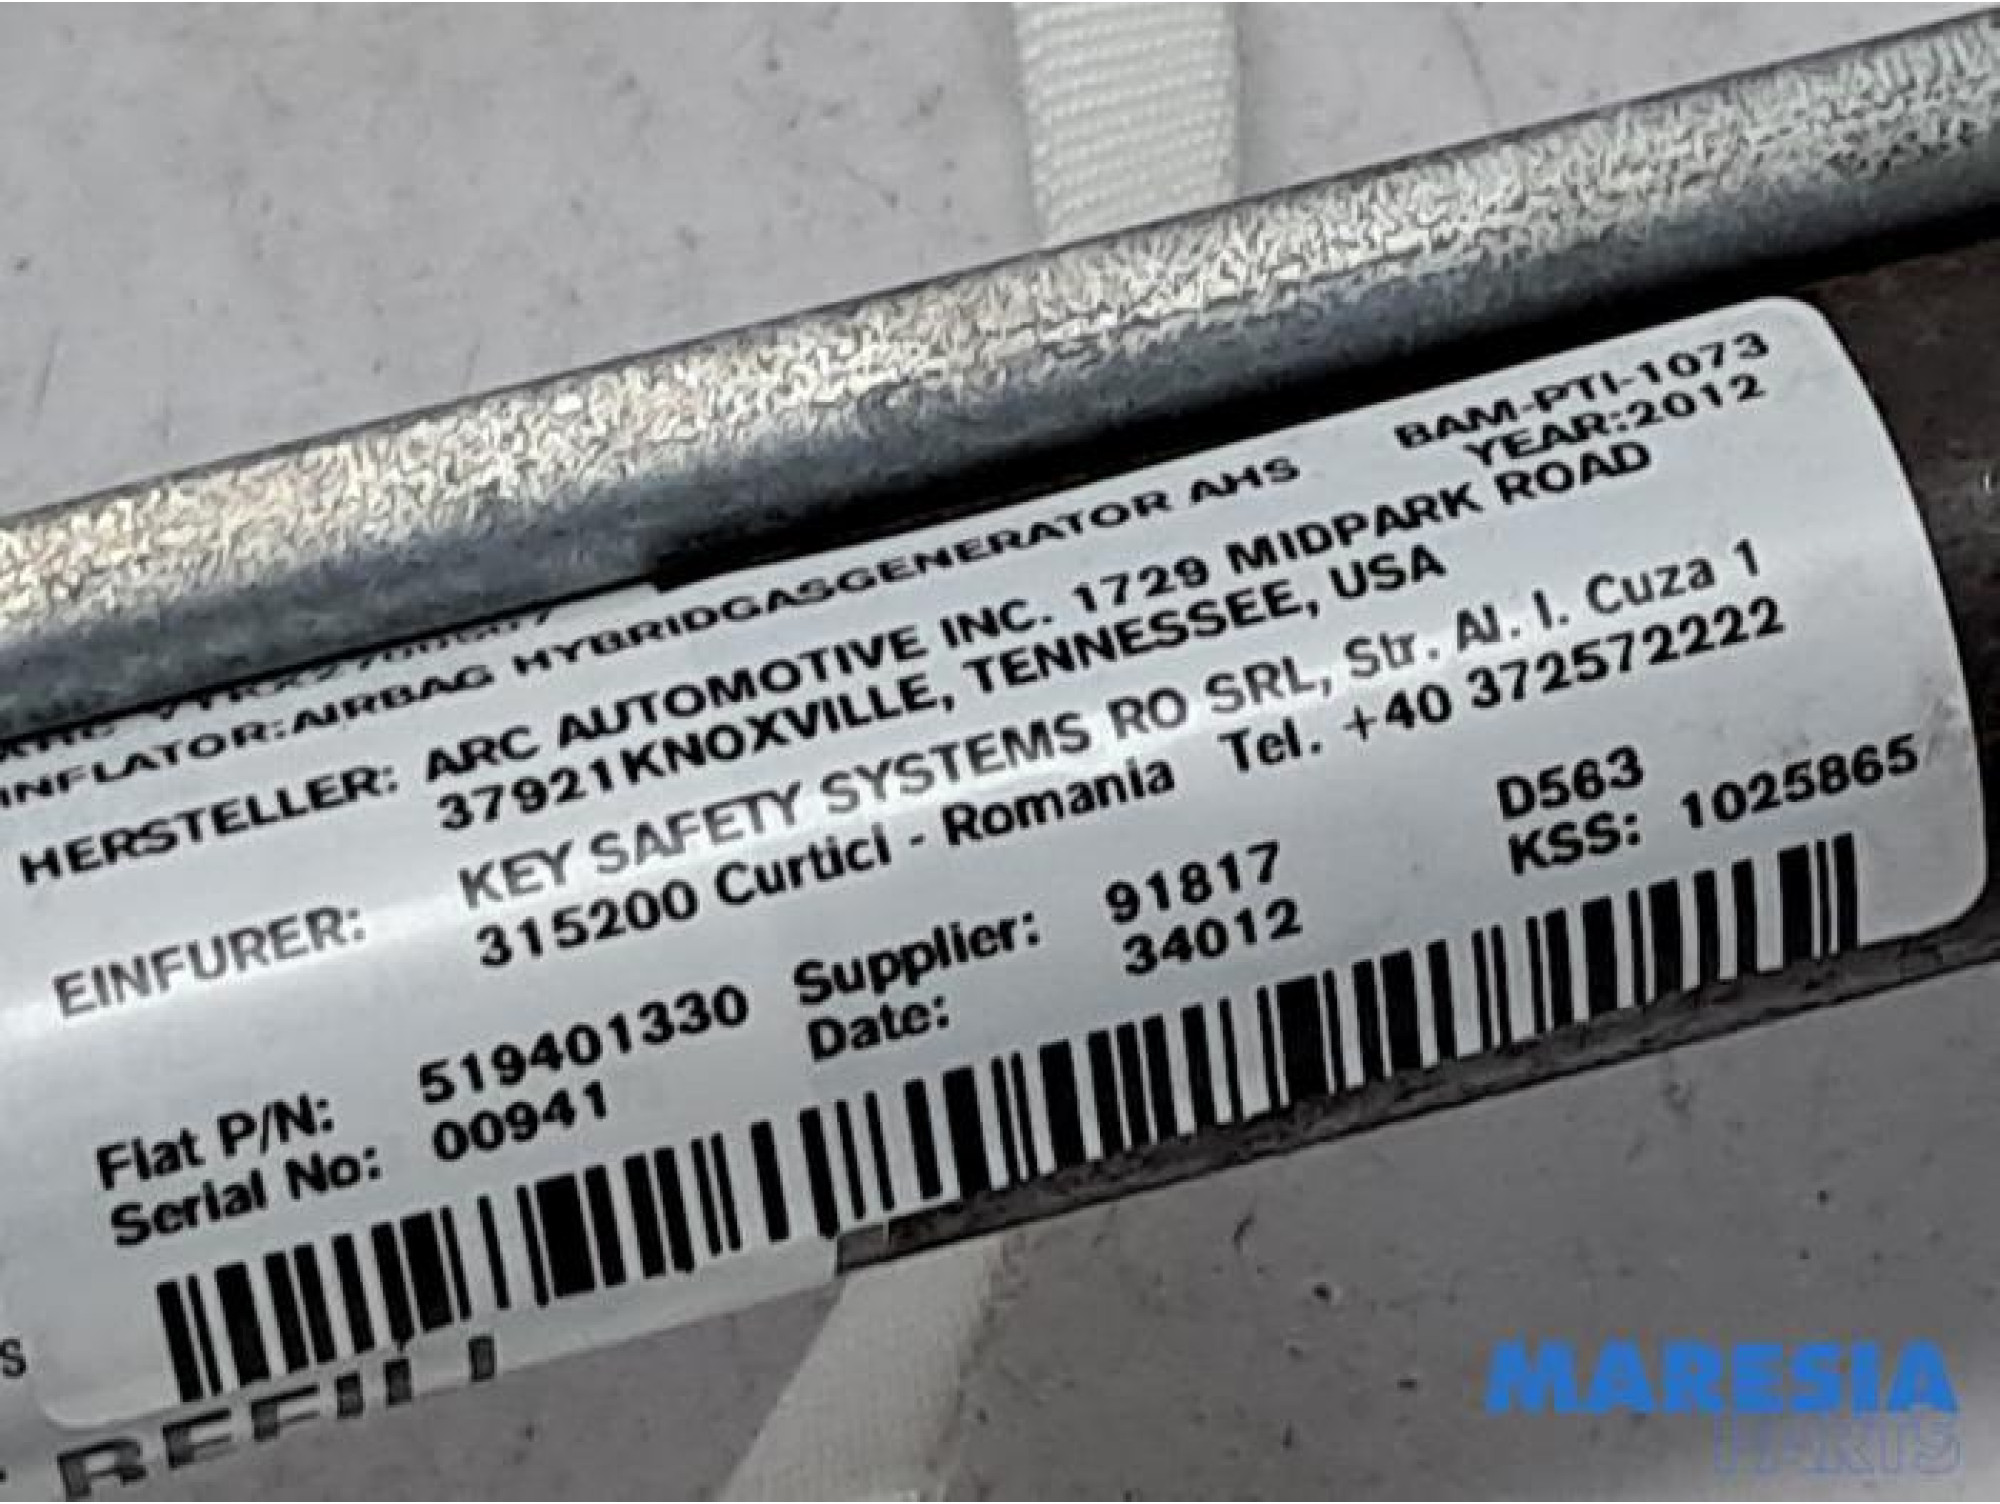 BAM-PTI-1073
INFLATOR:AIRBAG HYBRIDGASGENERATOR AHS YEAR:2012
HERSTELLER: ARC AUTOMOTIVE INC. 1729 MIDPARK ROAD
37921KNOXVILLE, TENNESSEE, USA
EINFURER: KEY SAFETY SYSTEMS RO SRL, Str. Al. I. Cuza 1
315200 Curtici - Romania Tel. +40 372572222
Fiat P/N: 519401330 Supplier: 91817 D563
Serial No: 00941 Date: 34012 KSS: 1025865
S
REFILL
MARESIA
PARTS